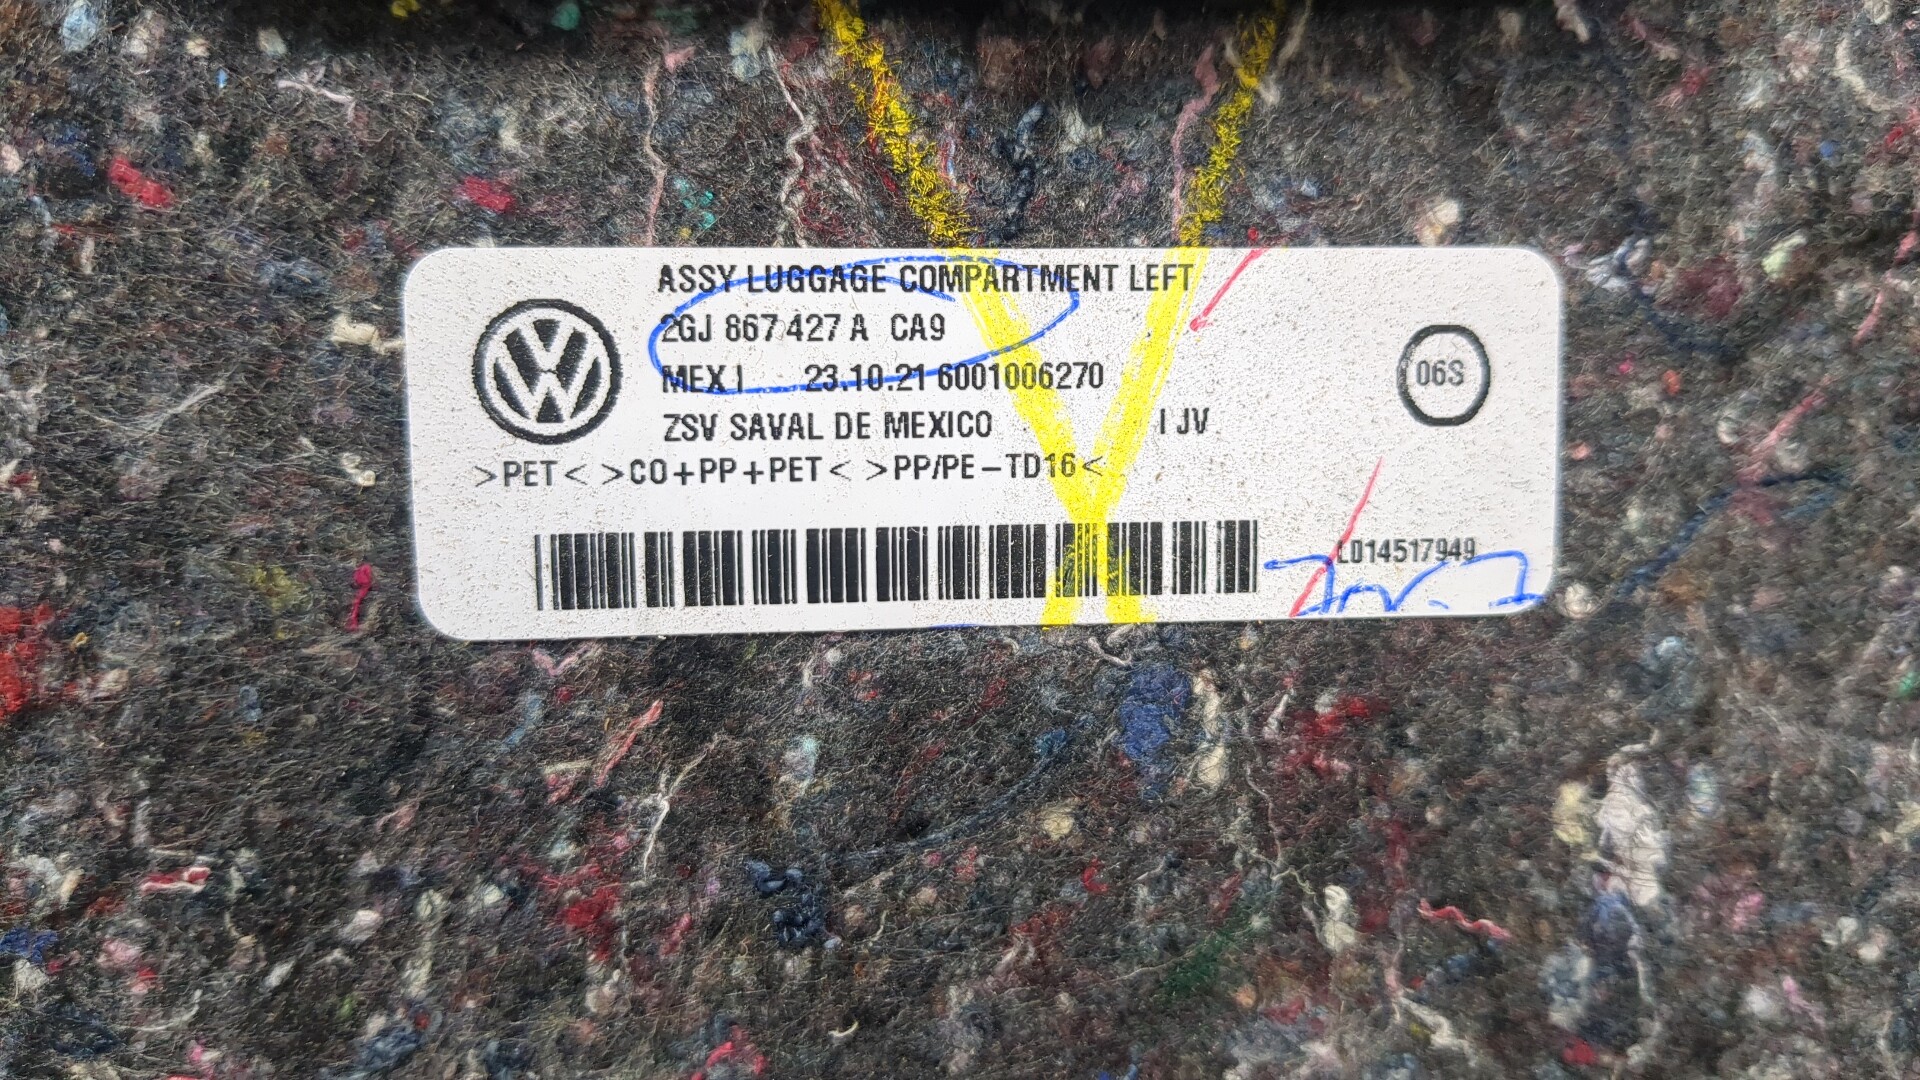 ASSY LUGGAGE COMPARTMENT LEFT
2GJ 867 427 A CA9
MEX I 23.10.21 6001006270
ZSV SAVAL DE MEXICO I JV
>PET< >CO+PP+PET< >PP/PE-TD16<
06S
L014517949